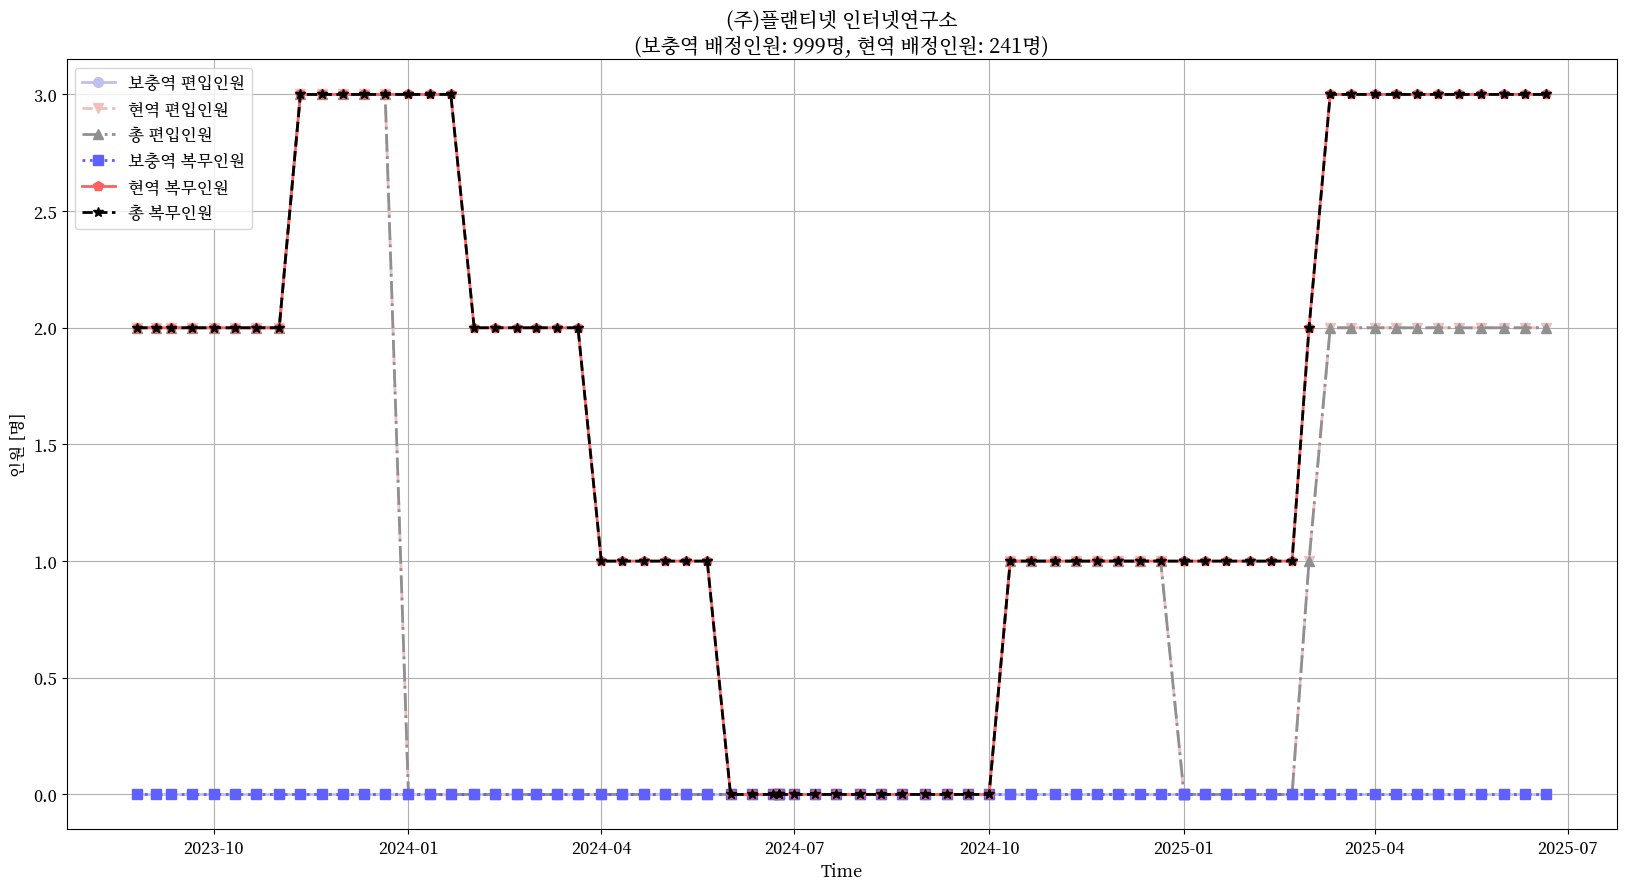 (주)플랜티넷 인터넷연구소
(보충역 배정인원: 999명, 현역 배정인원: 241명)
보충역 편입인원
현역 편입인원
총 편입인원
보충역 복무인원
현역 복무인원
총 복무인원
인원 [명]
3.0
2.5
2.0
1.5
1.0
0.5
0.0
2023-10
2024-01
2024-04
2024-07
2024-10
2025-01
2025-04
2025-07
Time